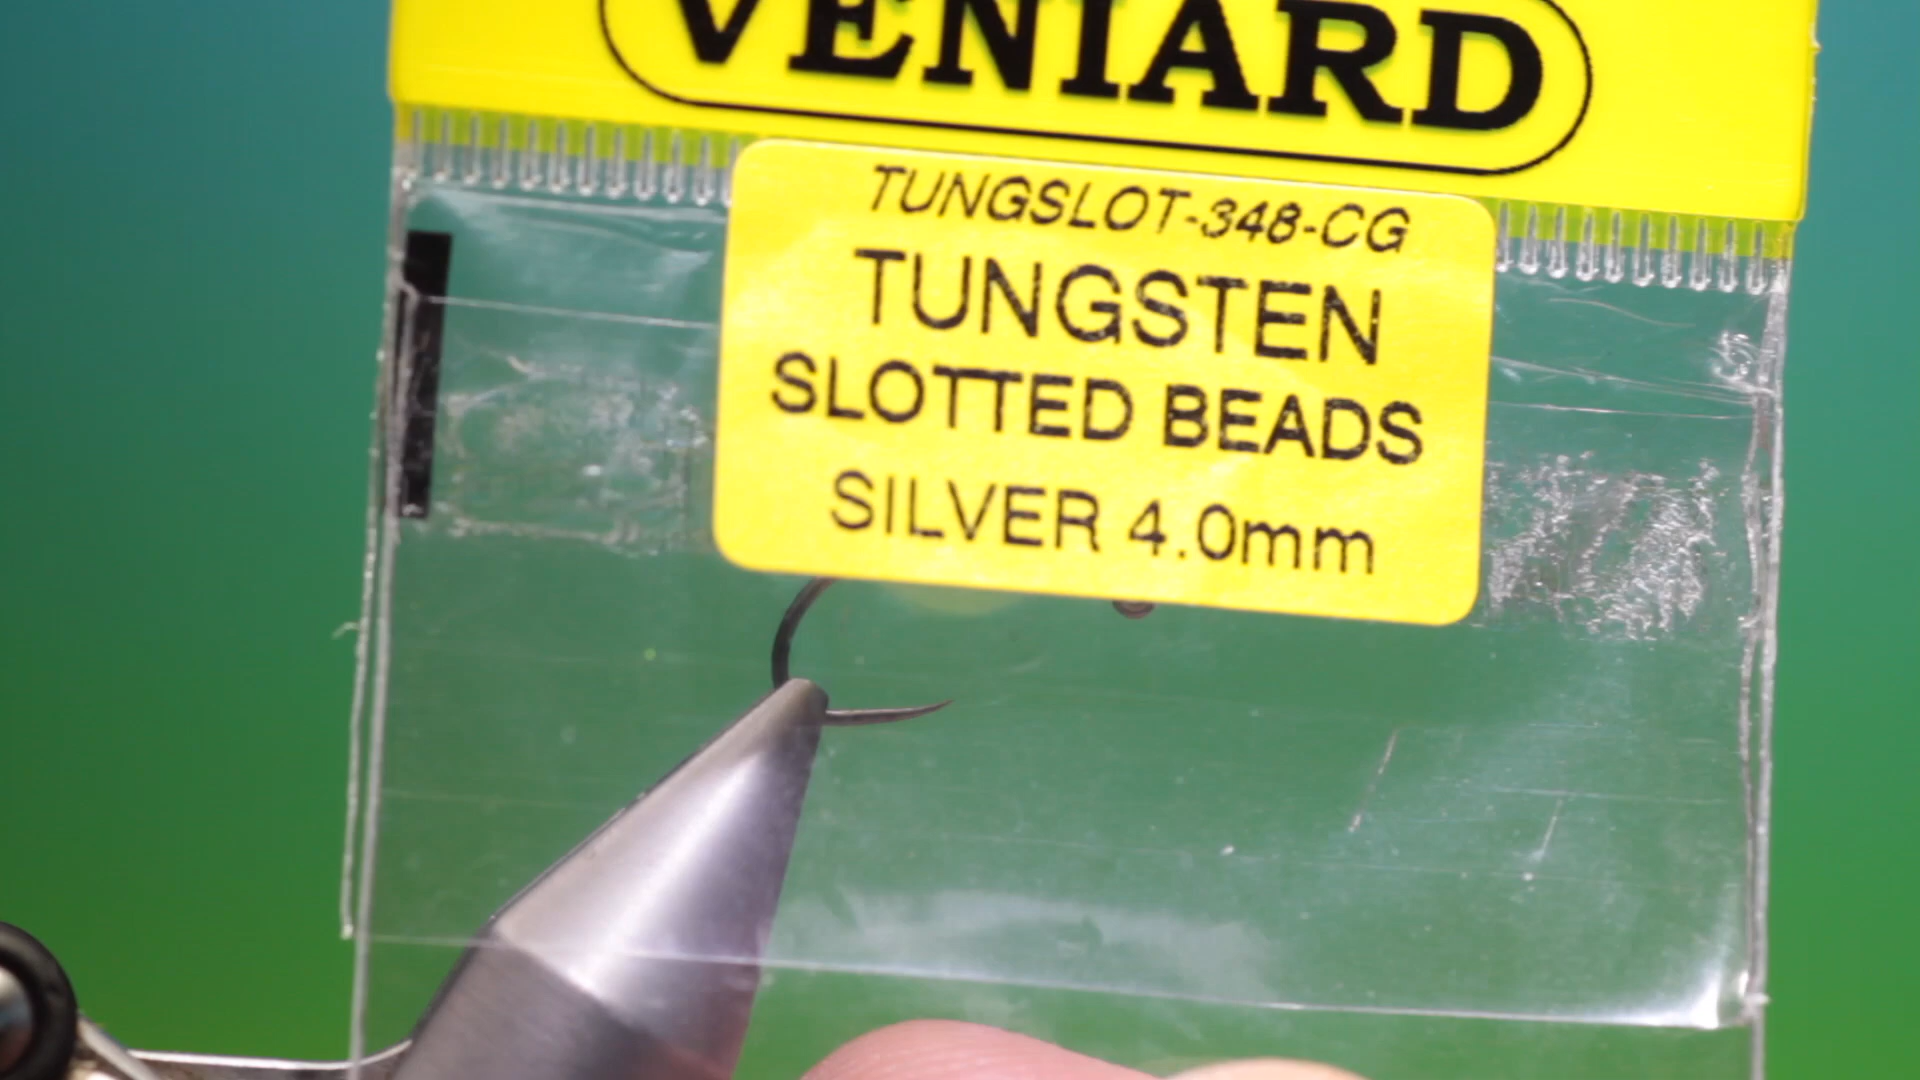 VENIARD
TUNGSLOT-348-CG
TUNGSTEN
SLOTTED BEADS
SILVER 4.0mm